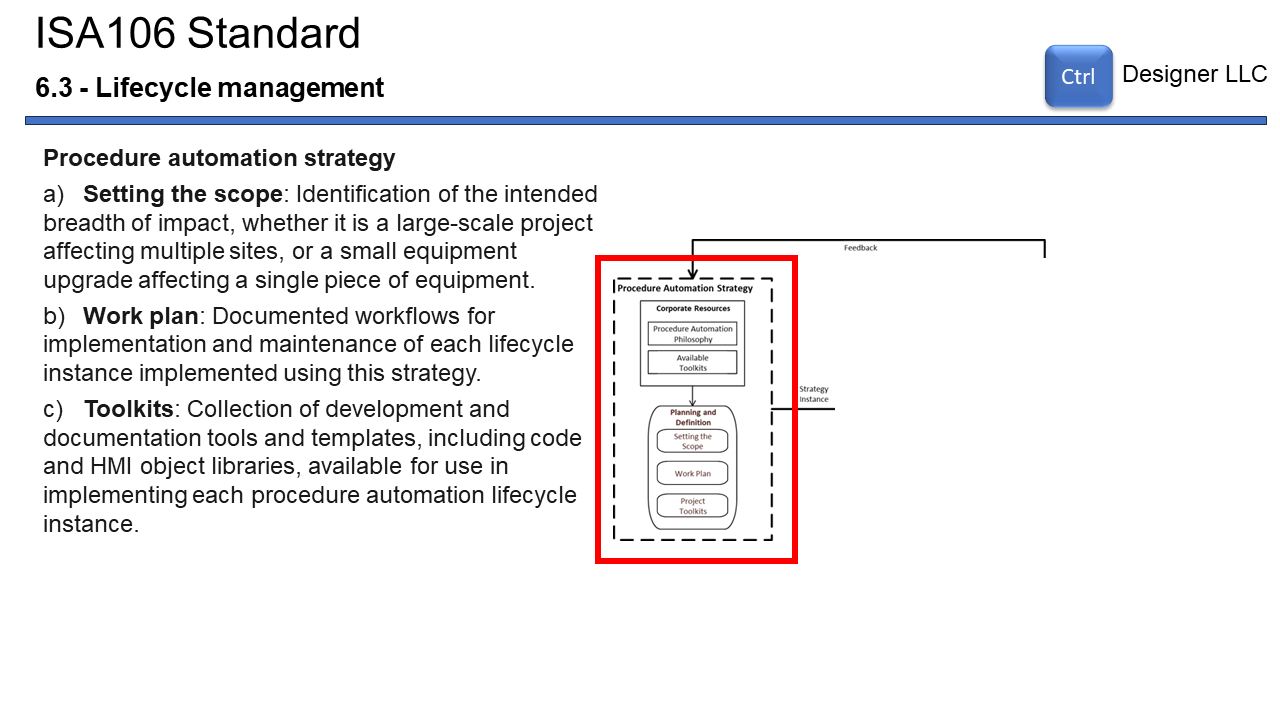 ISA106 Standard
6.3 - Lifecycle management
Ctrl
Designer LLC
Procedure automation strategy
a) Setting the scope: Identification of the intended
breadth of impact, whether it is a large-scale project
affecting multiple sites, or a small equipment
upgrade affecting a single piece of equipment.
b) Work plan: Documented workflows for
implementation and maintenance of each lifecycle
instance implemented using this strategy.
c) Toolkits: Collection of development and
documentation tools and templates, including code
and HMI object libraries, available for use in
implementing each procedure automation lifecycle
instance.
Feedback
Procedure Automation Strategy
Corporate Resources
Procedure Automation
Philosophy
Available
Toolkits
Strategy
Instance
Planning and
Definition
Setting the
Scope
Work Plan
Project
Toolkits